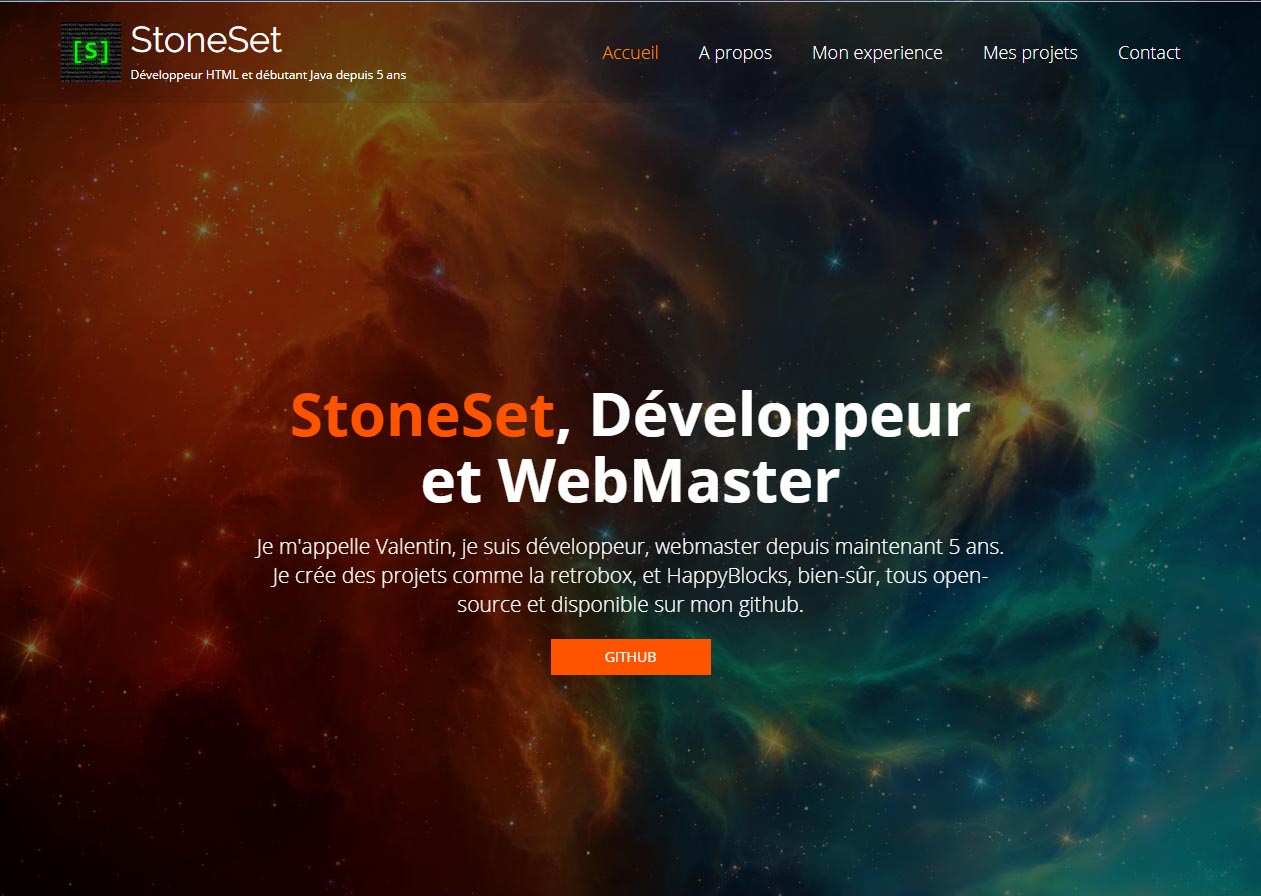 [S]
StoneSet
Développeur HTML et débutant Java depuis 5 ans
Accueil
A propos
Mon experience
Mes projets
Contact
StoneSet, Développeur
et WebMaster
Je m'appelle Valentin, je suis développeur, webmaster depuis maintenant 5 ans.
Je crée des projets comme la retrobox, et HappyBlocks, bien-sûr, tous open-
source et disponible sur mon github.
GITHUB